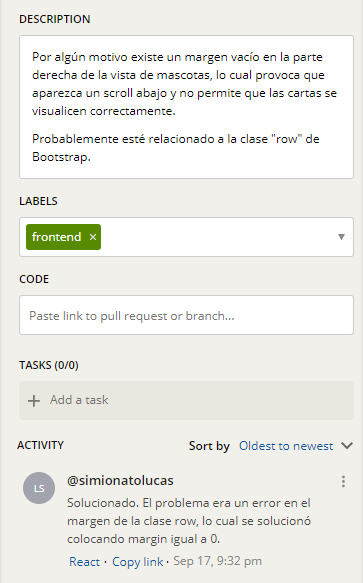 DESCRIPTION
Por algún motivo existe un margen vacío en la parte
derecha de la vista de mascotas, lo cual provoca que
aparezca un scroll abajo y no permite que las cartas se
visualicen correctamente.
Probablemente esté relacionado a la clase "row" de
Bootstrap.
LABELS
frontend ×
CODE
Paste link to pull request or branch...
TASKS (0/0)
+ Add a task
ACTIVITY Sort by Oldest to newest
LS @simionatolucas
Solucionado. El problema era un error en el
margen de la clase row, lo cual se solucionó
colocando margin igual a 0.
React · Copy link · Sep 17, 9:32 pm